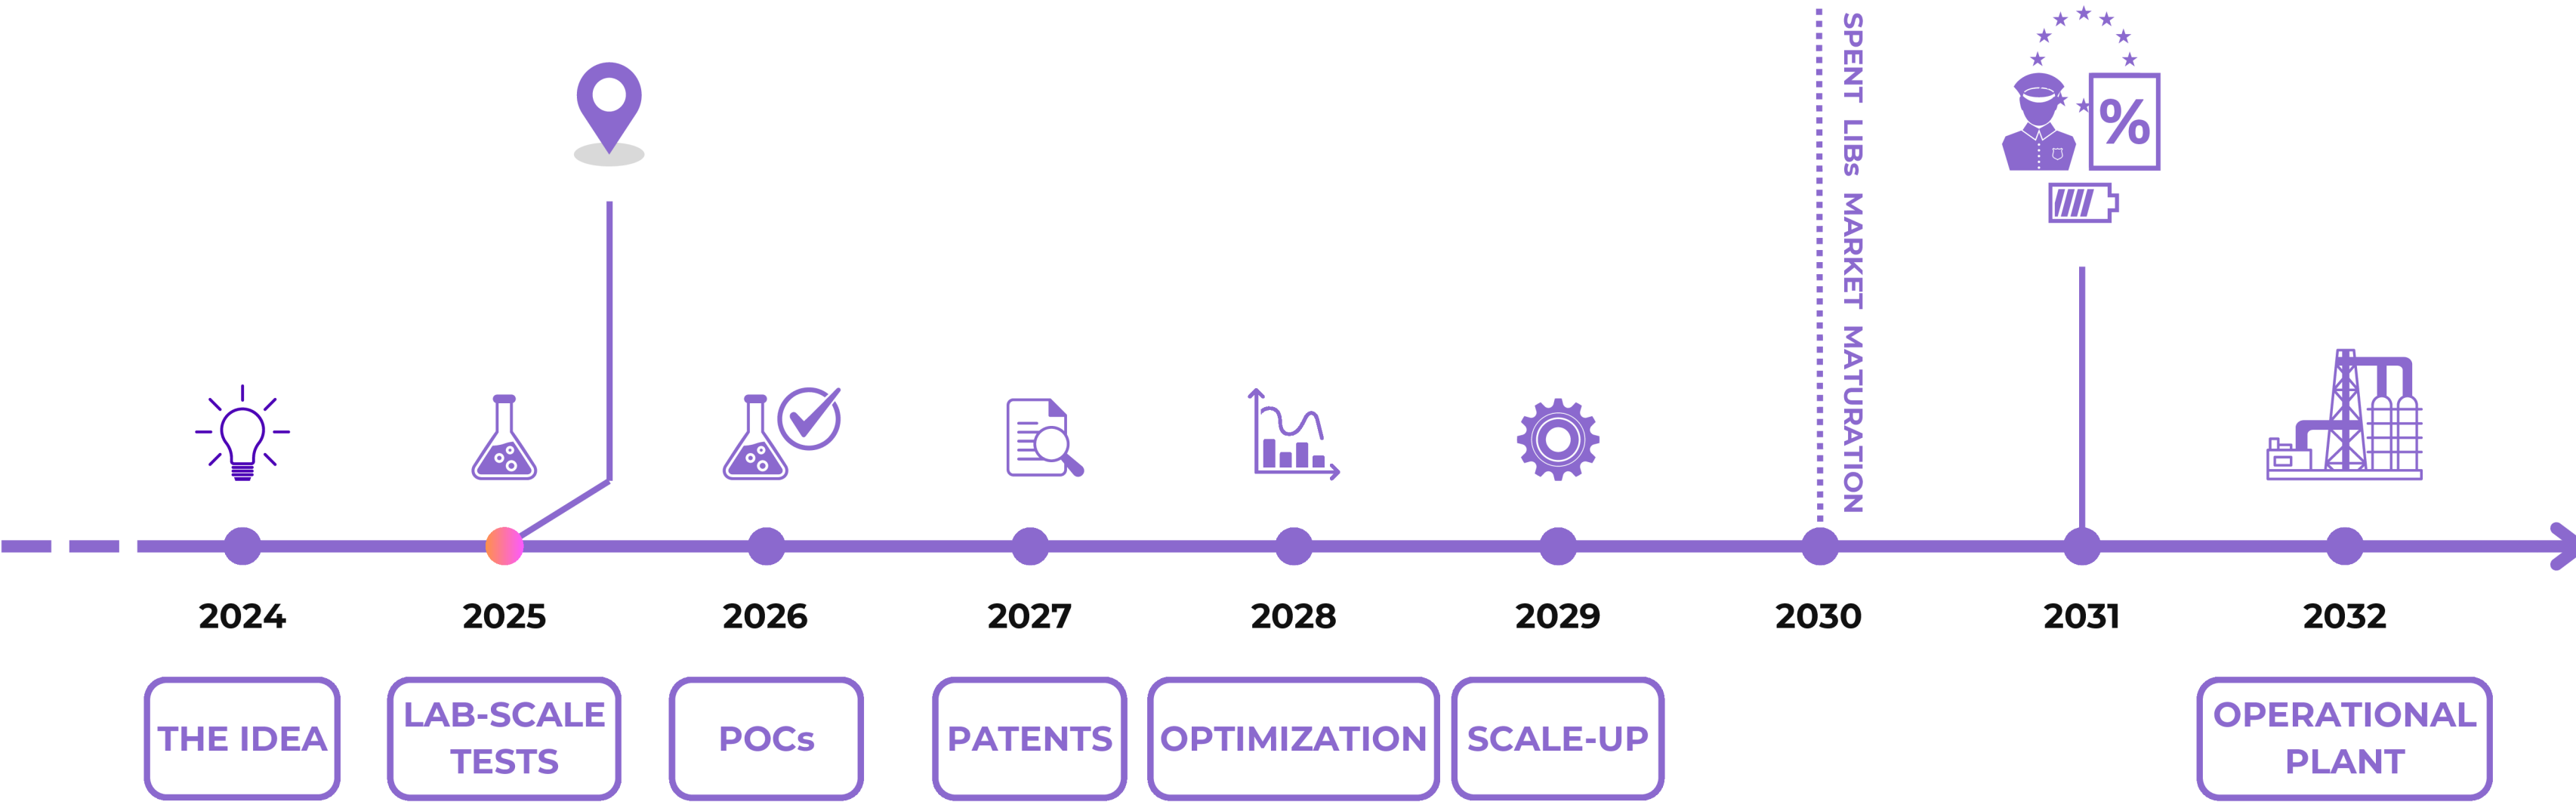 SPENT LIBs MARKET MATURATION
%
2024
2025
2026
2027
2028
2029
2030
2031
2032
THE IDEA
LAB-SCALE
TESTS
POCs
PATENTS
OPTIMIZATION
SCALE-UP
OPERATIONAL
PLANT